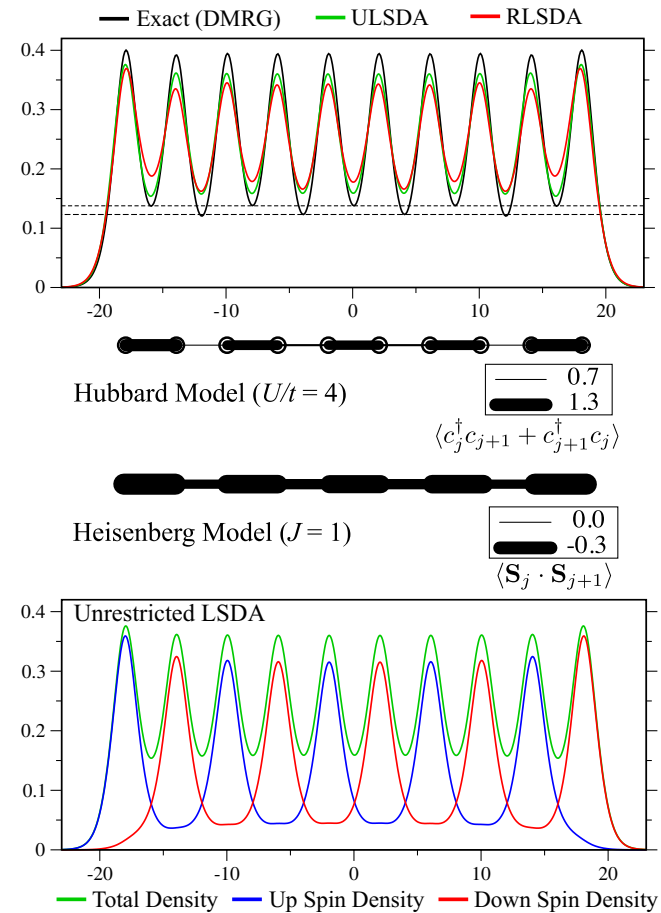 Exact (DMRG) ULSDA RLSDA
0.4
0.3
0.2
0.1
0
-20 -10 0 10 20
Hubbard Model (U/t = 4)
0.7
1.3
⟨c†ⱼcⱼ₊₁ + c†ⱼ₊₁cⱼ⟩
Heisenberg Model (J = 1)
0.0
-0.3
⟨Sⱼ · Sⱼ₊₁⟩
Unrestricted LSDA
0.4
0.3
0.2
0.1
0
-20 -10 0 10 20
Total Density Up Spin Density Down Spin Density